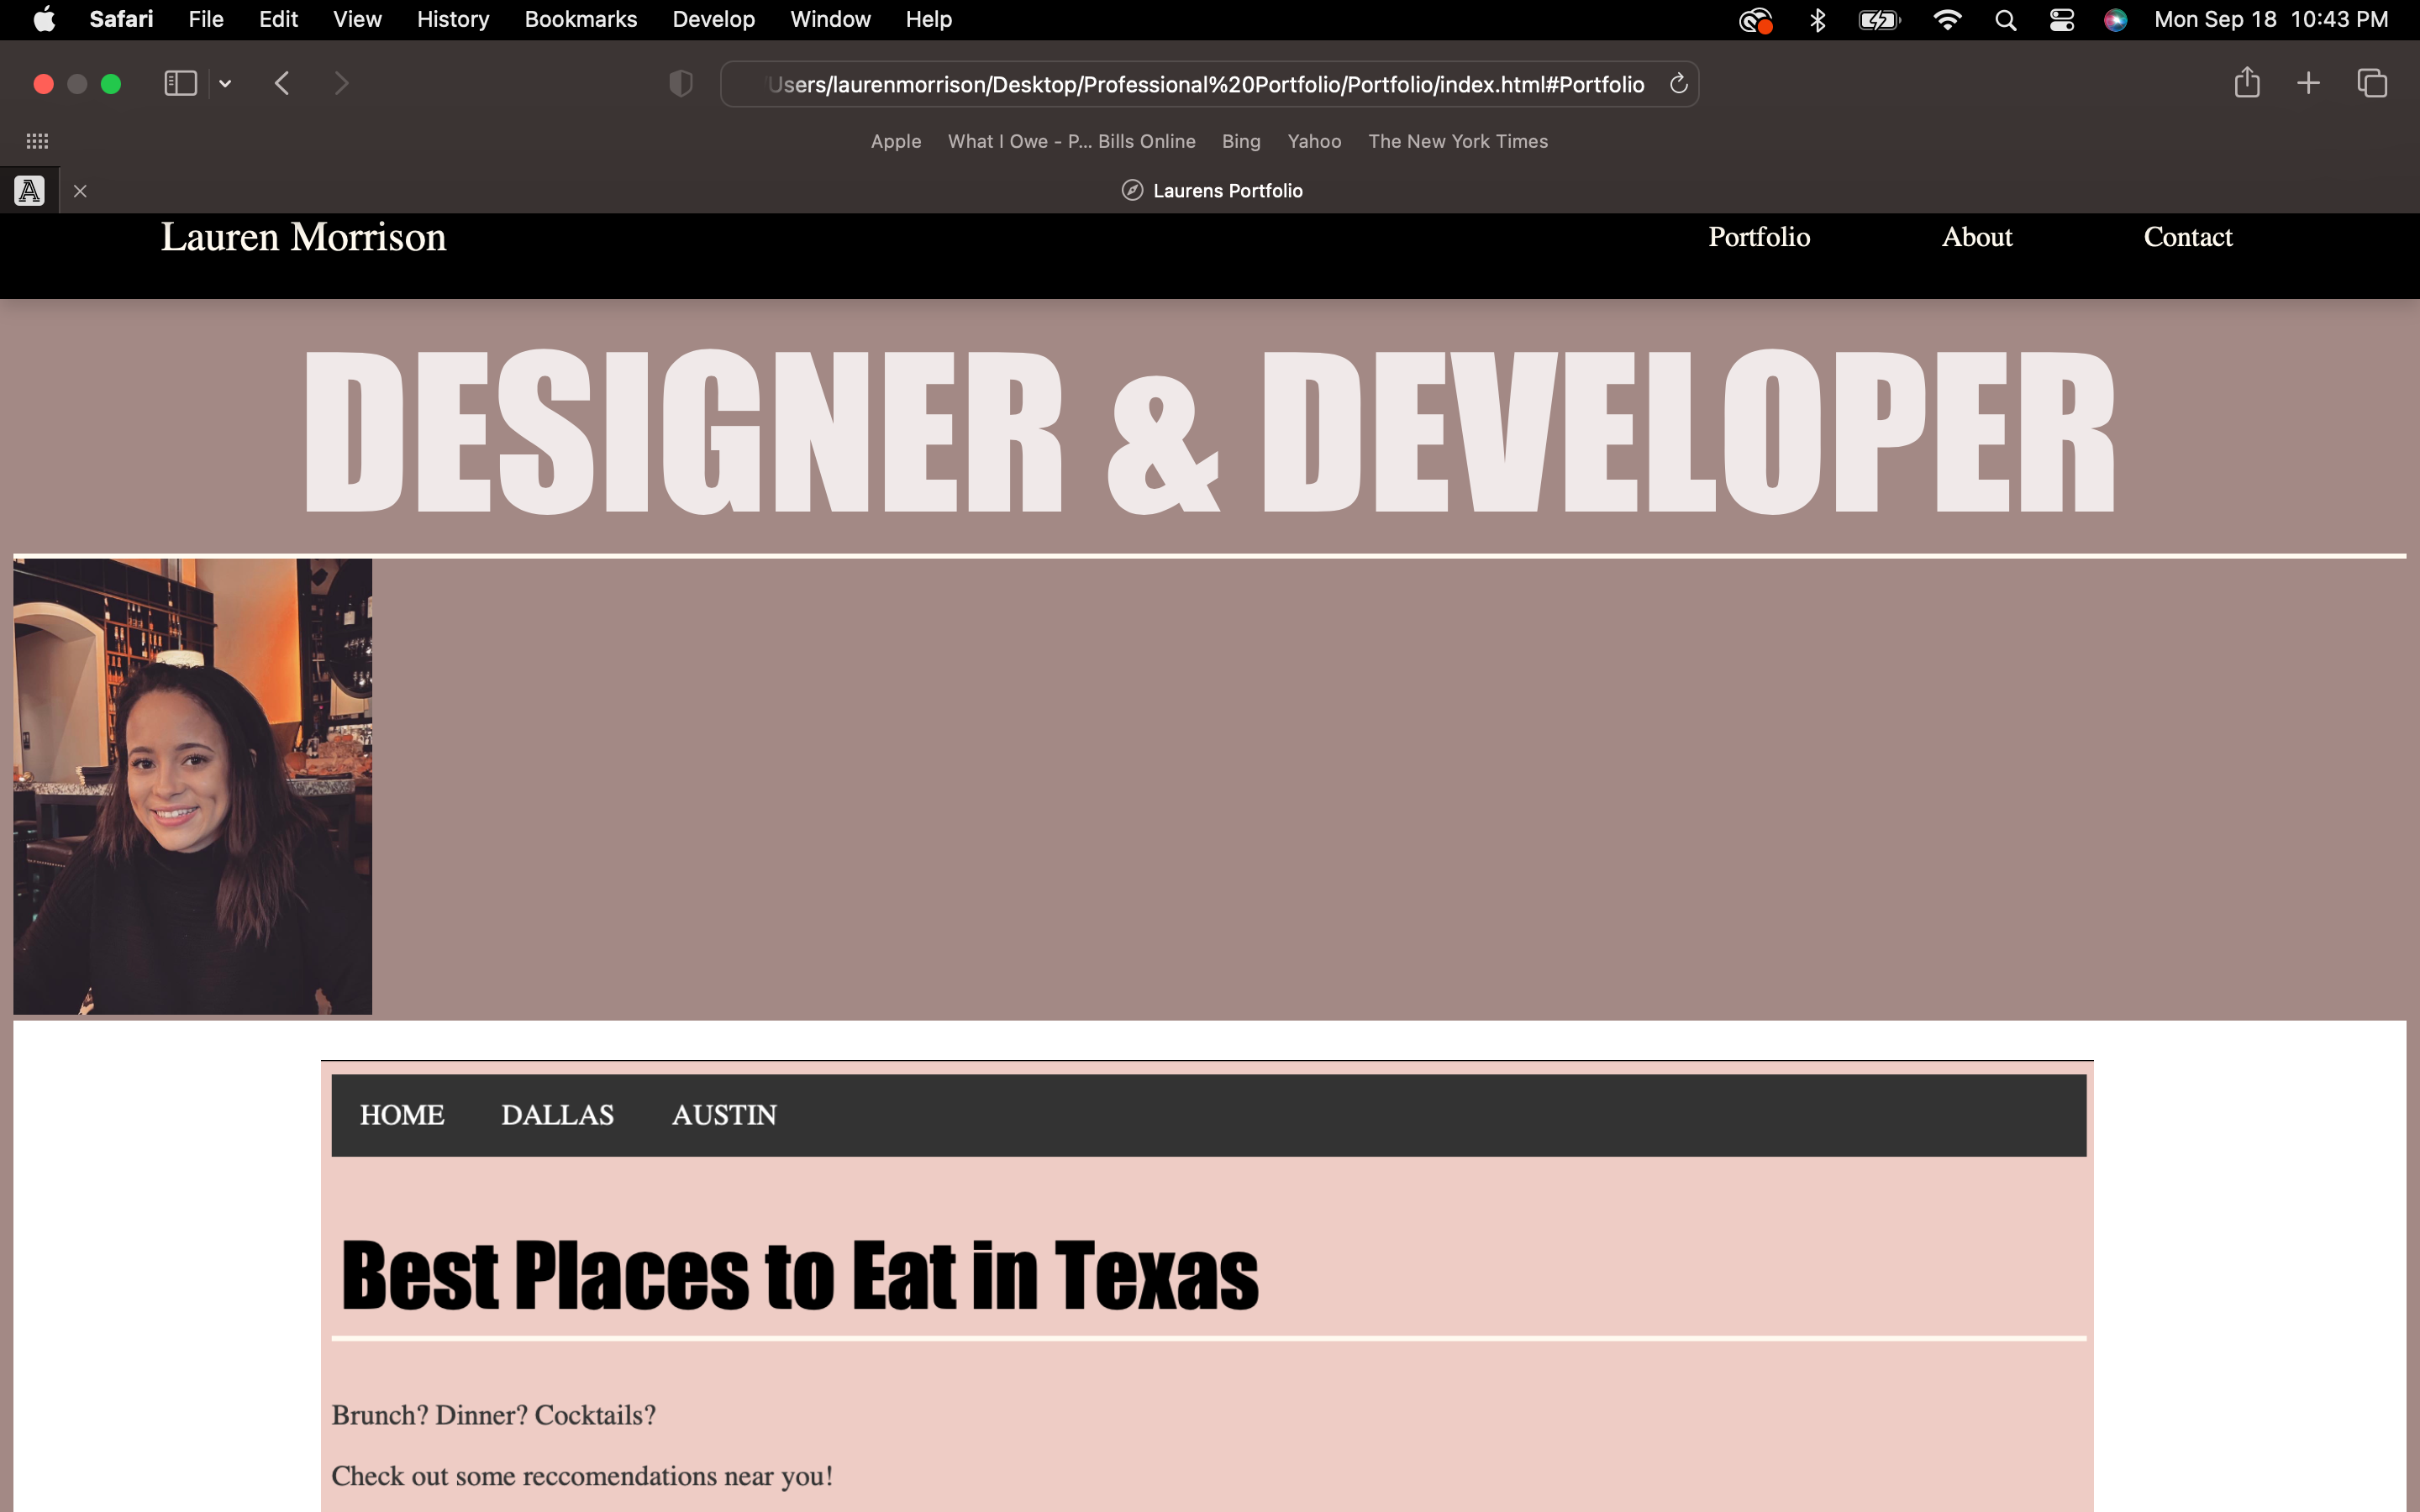 Safari File Edit View History Bookmarks Develop Window Help Mon Sep 18 10:43 PM
Users/laurenmorrison/Desktop/Professional%20Portfolio/Portfolio/index.html#Portfolio
Apple What I Owe - P... Bills Online Bing Yahoo The New York Times
A Laurens Portfolio
Lauren Morrison Portfolio About Contact
DESIGNER & DEVELOPER
HOME DALLAS AUSTIN
Best Places to Eat in Texas
Brunch? Dinner? Cocktails?
Check out some reccomendations near you!